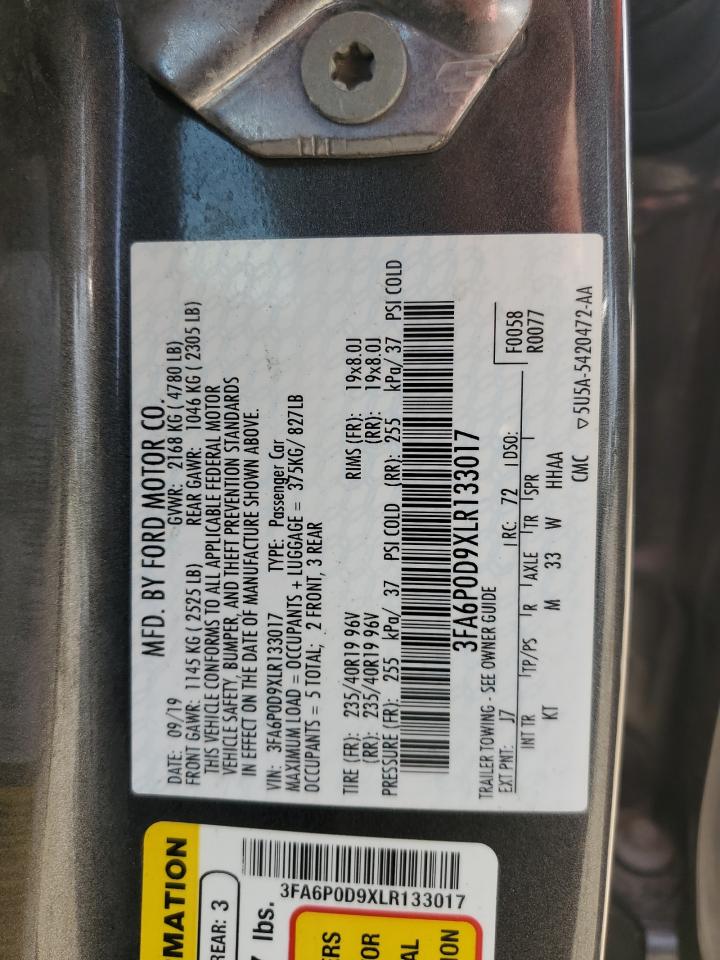 MFD. BY FORD MOTOR CO.
DATE: 09/19 GVWR: 2168 KG ( 4780 LB)
FRONT GAWR: 1145 KG ( 2525 LB) REAR GAWR: 1046 KG ( 2305 LB)
THIS VEHICLE CONFORMS TO ALL APPLICABLE FEDERAL MOTOR
VEHICLE SAFETY, BUMPER, AND THEFT PREVENTION STANDARDS
IN EFFECT ON THE DATE OF MANUFACTURE SHOWN ABOVE.
VIN: 3FA6P0D9XLR133017 TYPE: Passenger Car
MAXIMUM LOAD = OCCUPANTS + LUGGAGE = 375KG/ 827LB
OCCUPANTS = 5 TOTAL; 2 FRONT, 3 REAR
TIRE (FR): 235/40R19 96V RIMS (FR): 19x8.0J
(RR): 235/40R19 96V (RR): 19x8.0J
PRESSURE (FR): 255 kPa/ 37 PSI COLD (RR): 255 kPa/ 37 PSI COLD
3FA6P0D9XLR133017
TRAILER TOWING - SEE OWNER GUIDE
EXT PNT: J7 RC: 72 DSO:
F0058
R0077
INT TR TP/PS R AXLE TR SPR
KT M 33 W HHAA
CMC ▽5U5A-5420472-AA
MATION
REAR: 3
lbs.
3FA6P0D9XLR133017
ERS
OR
AL
ION